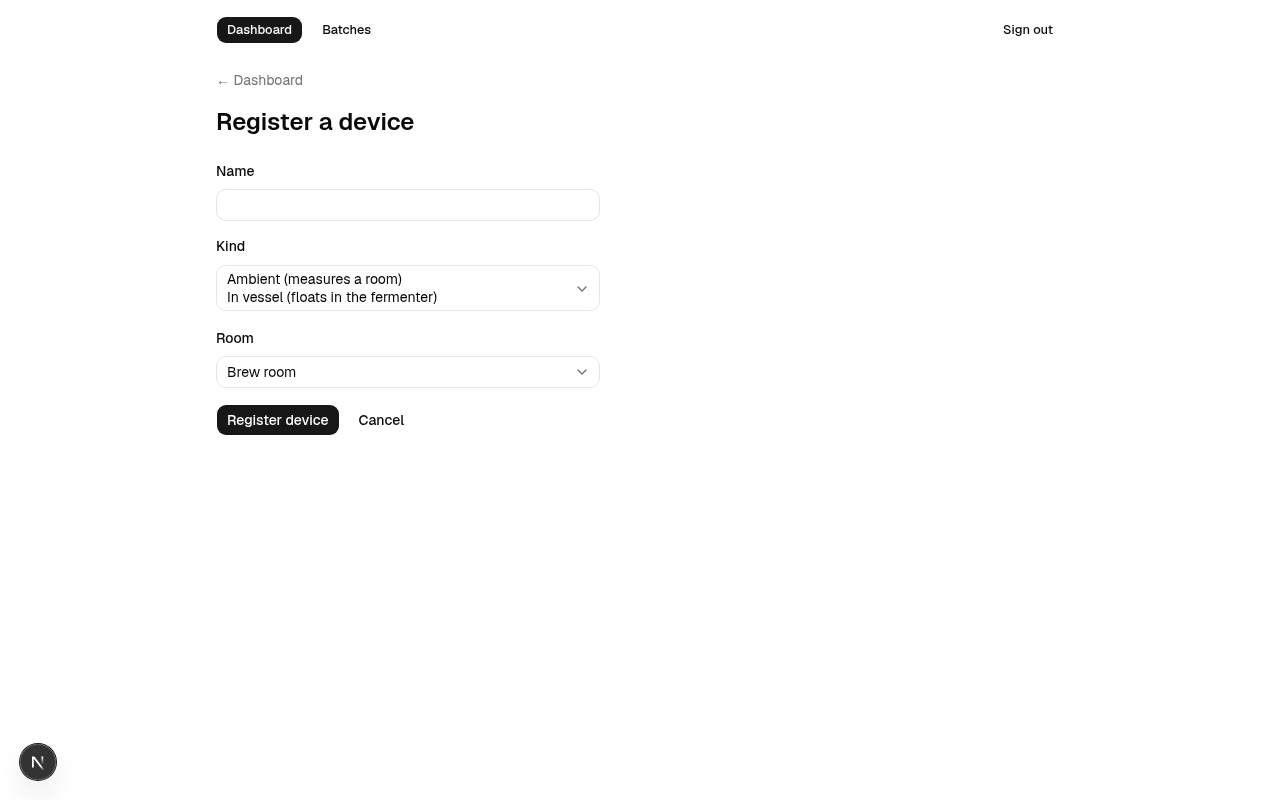 Dashboard Batches Sign out
← Dashboard
Register a device
Name
Kind
Ambient (measures a room)
In vessel (floats in the fermenter)
Room
Brew room
Register device Cancel
N